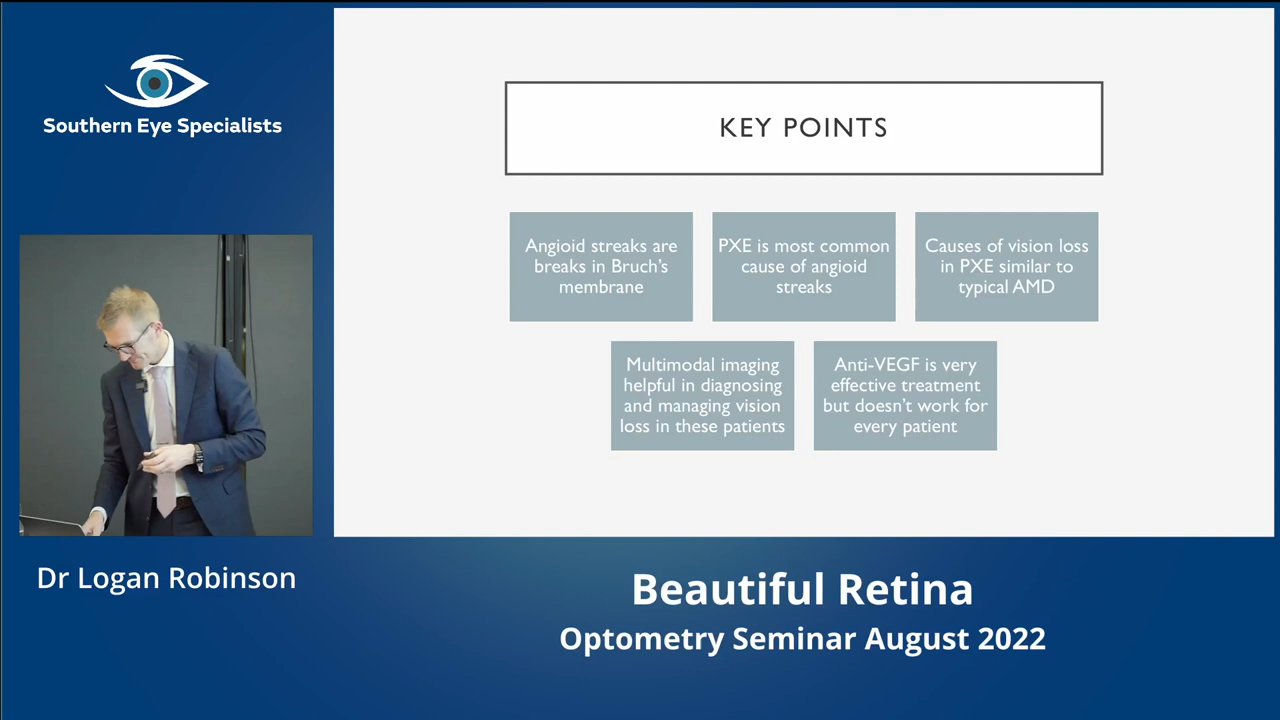 Southern Eye Specialists
KEY POINTS
Angioid streaks are
breaks in Bruch's
membrane
PXE is most common
cause of angioid
streaks
Causes of vision loss
in PXE similar to
typical AMD
Multimodal imaging
helpful in diagnosing
and managing vision
loss in these patients
Anti-VEGF is very
effective treatment
but doesn't work for
every patient
Dr Logan Robinson
Beautiful Retina
Optometry Seminar August 2022